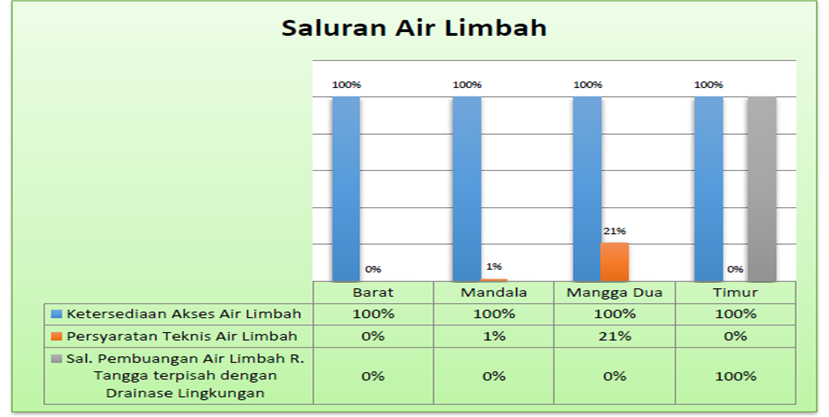 Saluran Air Limbah
100% 100% 100% 100%
21%
0% 1% 0%
Barat Mandala Mangga Dua Timur
Ketersediaan Akses Air Limbah 100% 100% 100% 100%
Persyaratan Teknis Air Limbah 0% 1% 21% 0%
Sal. Pembuangan Air Limbah R.
Tangga terpisah dengan 0% 0% 0% 100%
Drainase Lingkungan